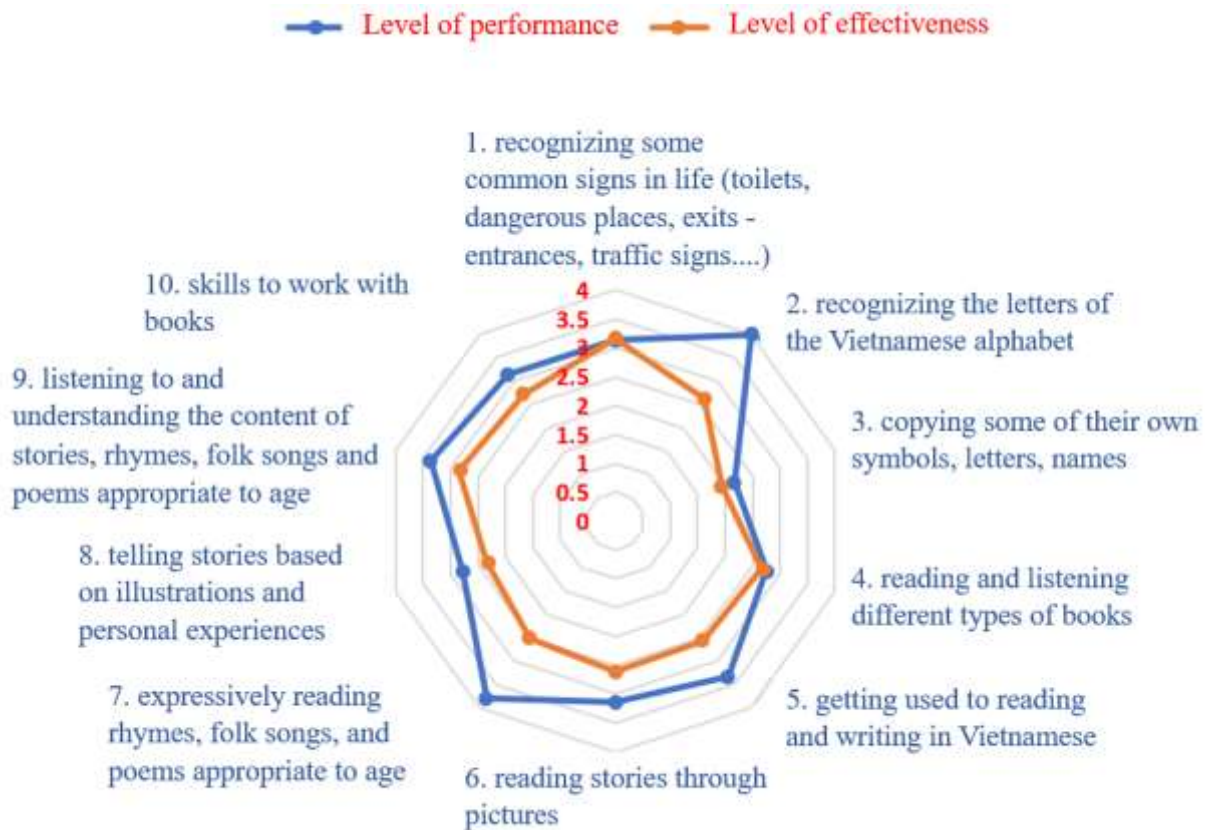 Level of performance Level of effectiveness
1. recognizing some
common signs in life (toilets,
dangerous places, exits -
entrances, traffic signs....)
2. recognizing the letters of
the Vietnamese alphabet
3. copying some of their own
symbols, letters, names
4. reading and listening
different types of books
5. getting used to reading
and writing in Vietnamese
6. reading stories through
pictures
7. expressively reading
rhymes, folk songs, and
poems appropriate to age
8. telling stories based
on illustrations and
personal experiences
9. listening to and
understanding the content of
stories, rhymes, folk songs and
poems appropriate to age
10. skills to work with
books
4
3.5
3
2.5
2
1.5
1
0.5
0